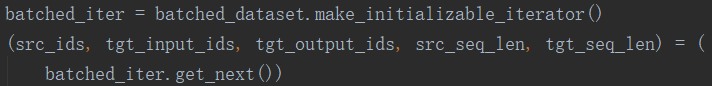 batched_iter = batched_dataset.make_initializable_iterator()
(src_ids, tgt_input_ids, tgt_output_ids, src_seq_len, tgt_seq_len) = (
    batched_iter.get_next())